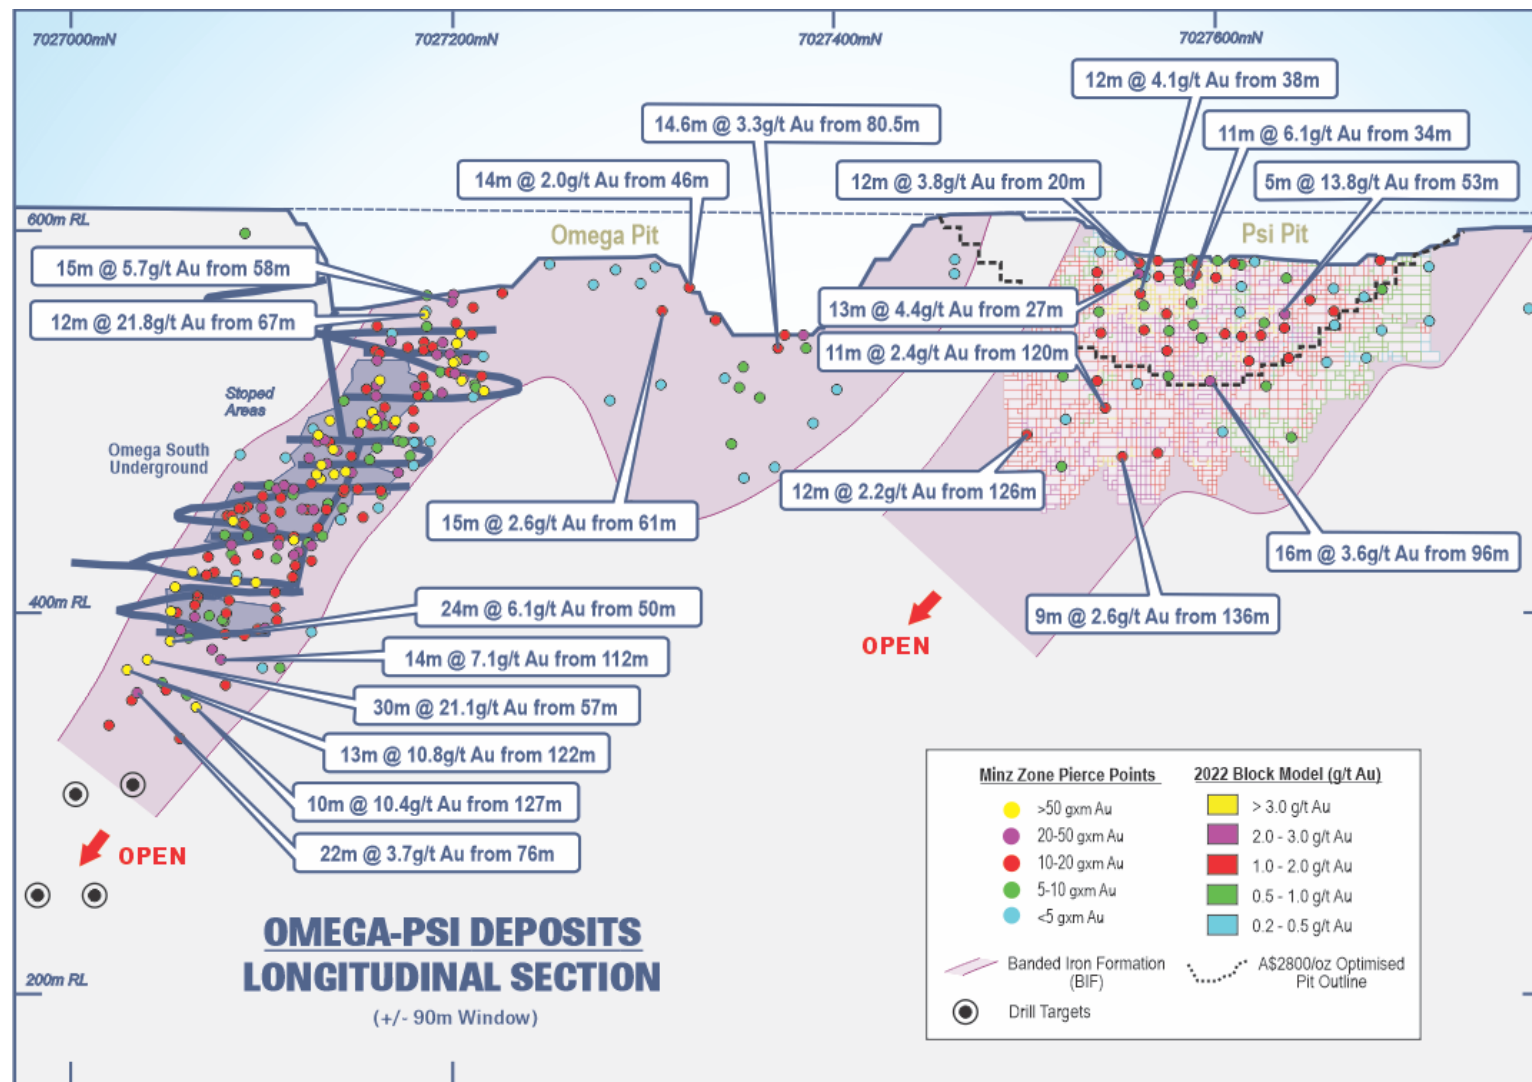 7027000mN
7027200mN
7027400mN
7027600mN
12m @ 4.1g/t Au from 38m
14.6m @ 3.3g/t Au from 80.5m
11m @ 6.1g/t Au from 34m
14m @ 2.0g/t Au from 46m
12m @ 3.8g/t Au from 20m
5m @ 13.8g/t Au from 53m
600m RL
Omega Pit
Psi Pit
15m @ 5.7g/t Au from 58m
13m @ 4.4g/t Au from 27m
12m @ 21.8g/t Au from 67m
11m @ 2.4g/t Au from 120m
Stoped
Areas
Omega South
Underground
12m @ 2.2g/t Au from 126m
15m @ 2.6g/t Au from 61m
16m @ 3.6g/t Au from 96m
400m RL
24m @ 6.1g/t Au from 50m
9m @ 2.6g/t Au from 136m
OPEN
14m @ 7.1g/t Au from 112m
30m @ 21.1g/t Au from 57m
13m @ 10.8g/t Au from 122m
10m @ 10.4g/t Au from 127m
22m @ 3.7g/t Au from 76m
OPEN
OMEGA-PSI DEPOSITS
LONGITUDINAL SECTION
(+/- 90m Window)
200m RL
Minz Zone Pierce Points
>50 gxm Au
20-50 gxm Au
10-20 gxm Au
5-10 gxm Au
<5 gxm Au
2022 Block Model (g/t Au)
> 3.0 g/t Au
2.0 - 3.0 g/t Au
1.0 - 2.0 g/t Au
0.5 - 1.0 g/t Au
0.2 - 0.5 g/t Au
Banded Iron Formation
(BIF)
A$2800/oz Optimised
Pit Outline
Drill Targets